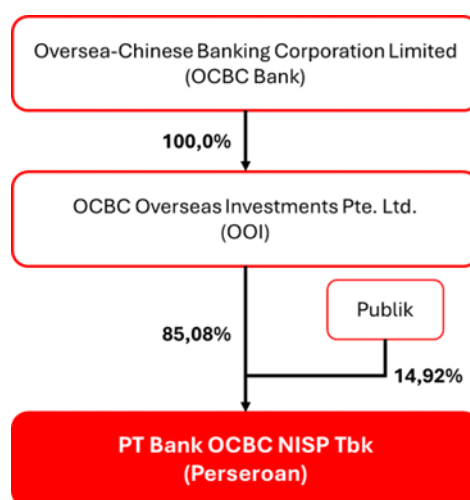 Oversea-Chinese Banking Corporation Limited
(OCBC Bank)
100,0%
OCBC Overseas Investments Pte. Ltd.
(OOI)
Publik
85,08%
14,92%
PT Bank OCBC NISP Tbk
(Perseroan)